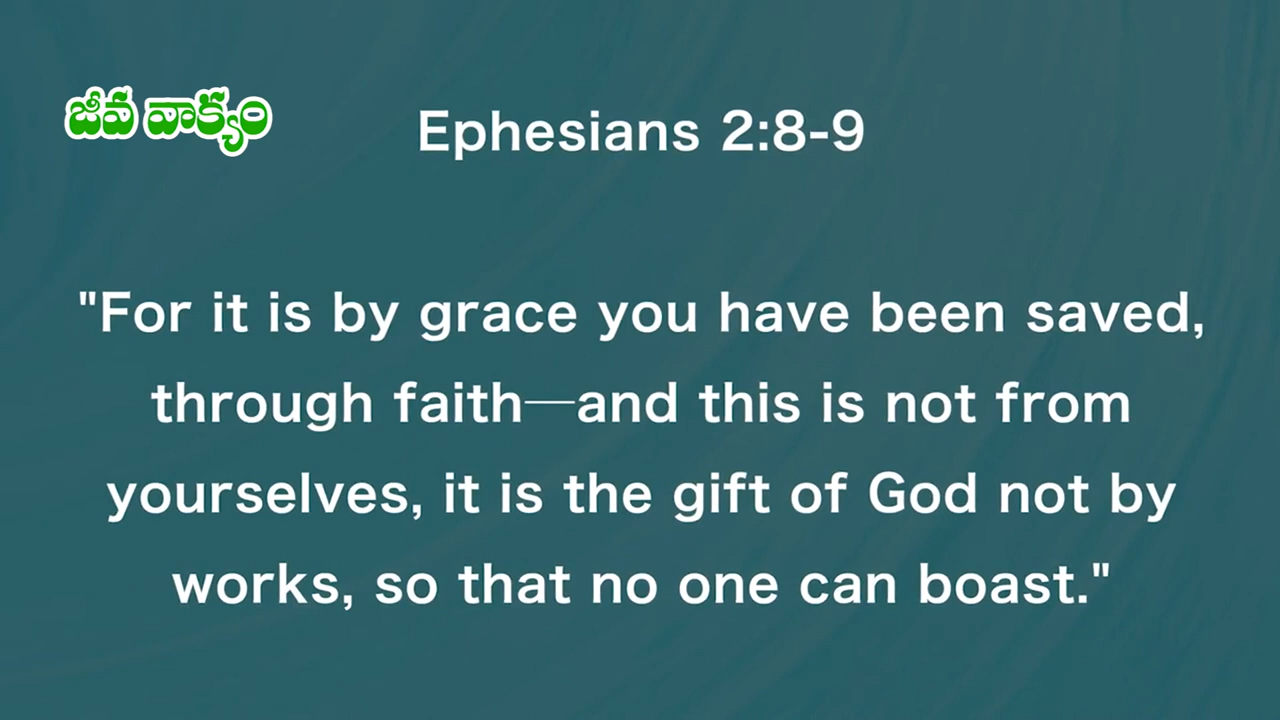 జీవ వాక్యం
Ephesians 2:8-9
"For it is by grace you have been saved,
through faith—and this is not from
yourselves, it is the gift of God not by
works, so that no one can boast."